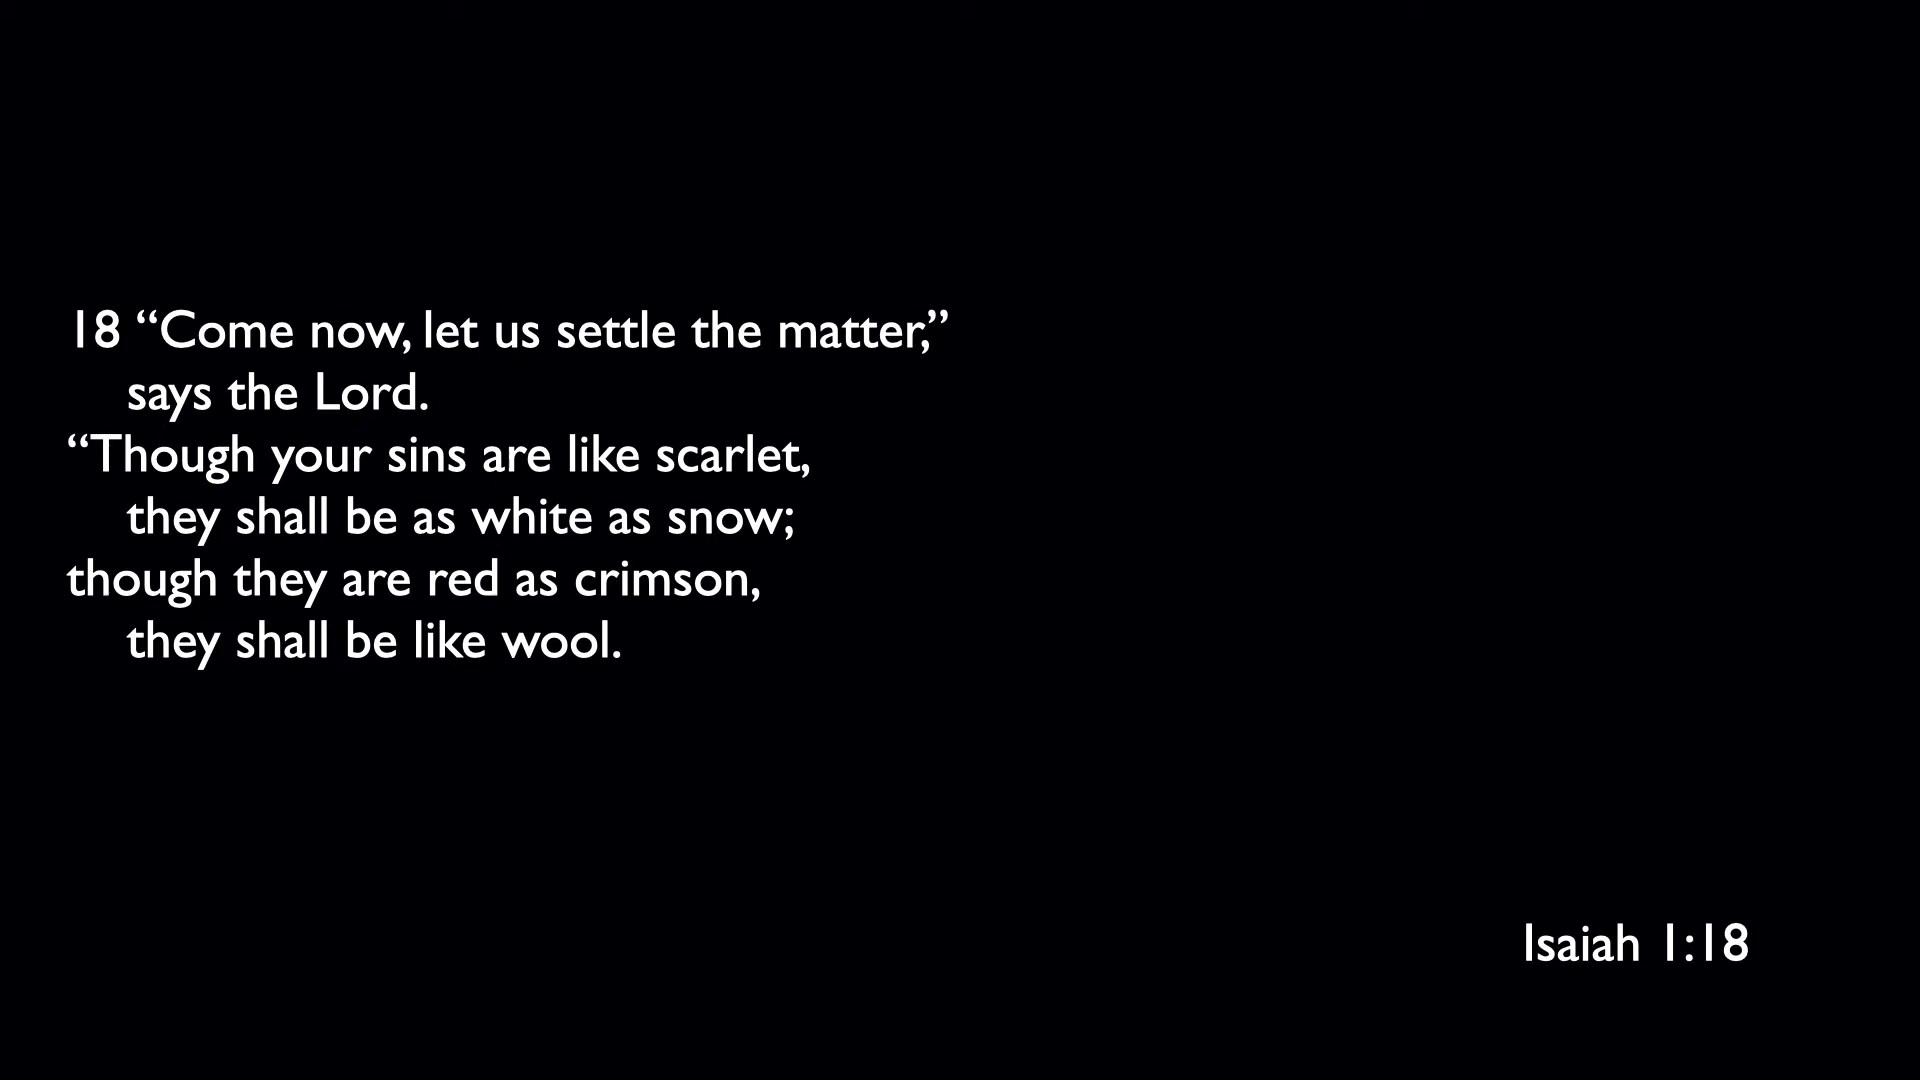 18 “Come now, let us settle the matter,”
says the Lord.
“Though your sins are like scarlet,
they shall be as white as snow;
though they are red as crimson,
they shall be like wool.
Isaiah 1:18